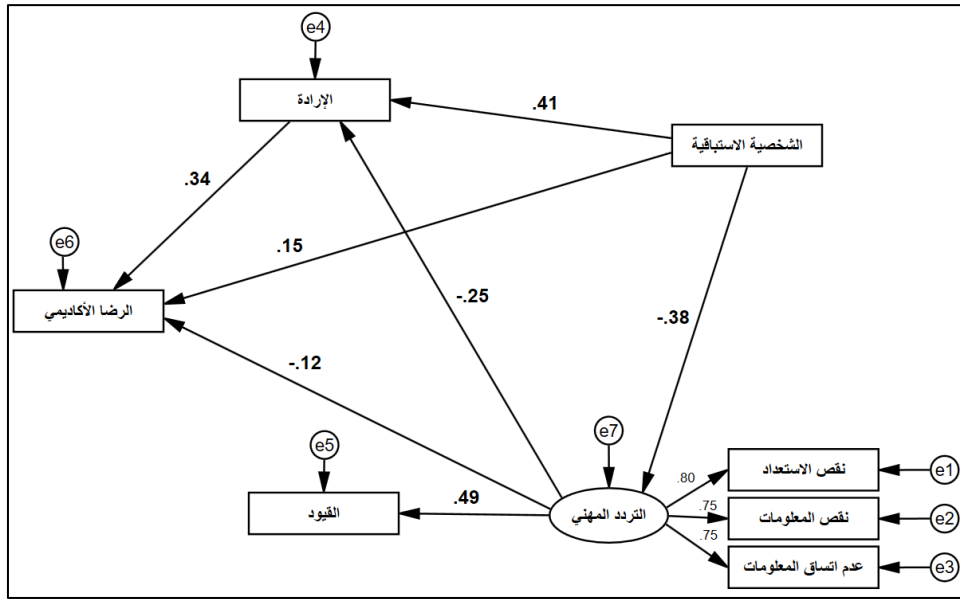 e4
الإرادة
.41
الشخصية الاستباقية
.34
e6
.15
الرضا الأكاديمي
-.25
-.38
-.12
e5
e7
.80
نقص الاستعداد
e1
القيود
.49
التردد المهني
.75
نقص المعلومات
e2
.75
عدم اتساق المعلومات
e3